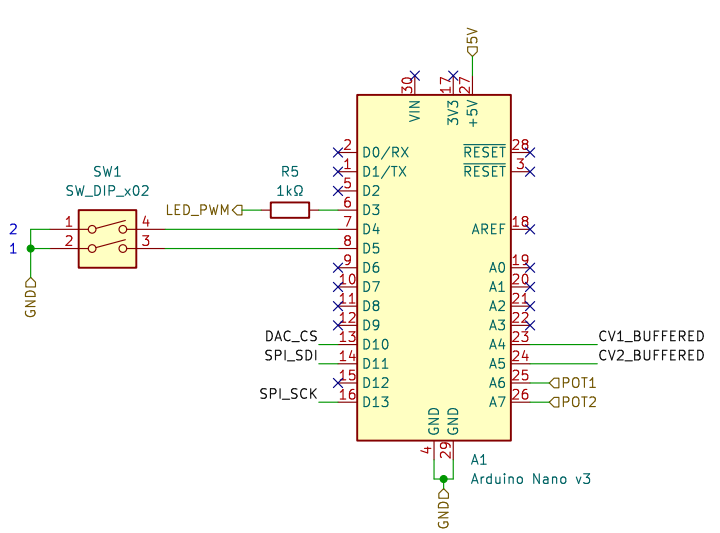 5V
30
17
27
VIN
3V3
+5V
2
D0/RX
RESET
28
1
D1/TX
RESET
3
SW1
SW_DIP_x02
R5
1kΩ
5
D2
LED_PWM
6
D3
2
1
4
7
D4
AREF
18
1
2
3
8
D5
9
D6
A0
19
10
D7
A1
20
11
D8
A2
21
12
D9
A3
22
GND
DAC_CS
13
D10
A4
23
CV1_BUFFERED
SPI_SDI
14
D11
A5
24
CV2_BUFFERED
15
D12
A6
25
POT1
SPI_SCK
16
D13
A7
26
POT2
GND
GND
4
29
A1
Arduino Nano v3
GND